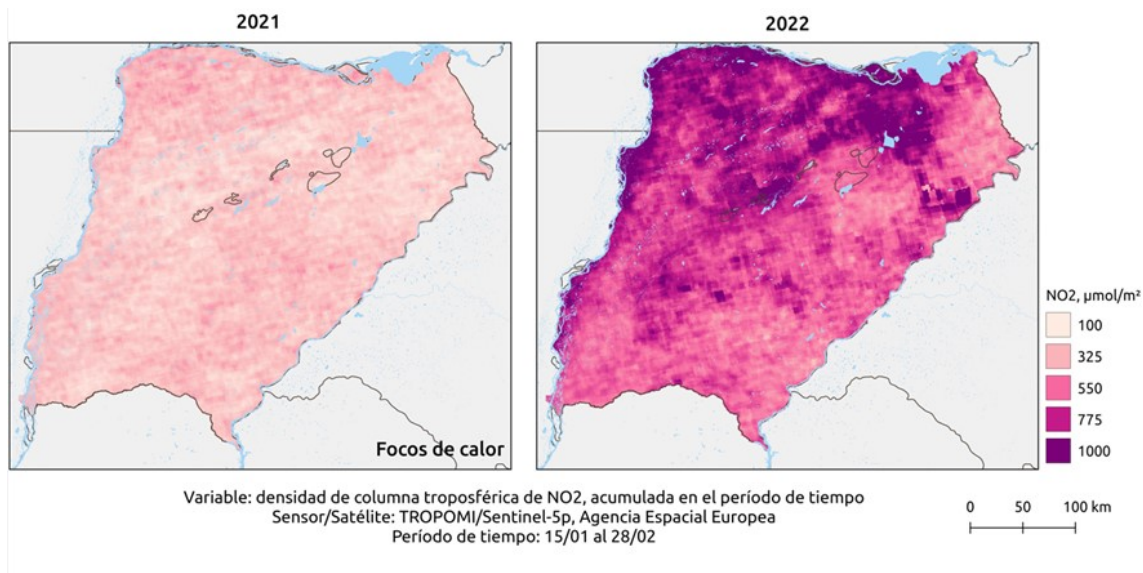 2021
2022
Focos de calor
NO2, µmol/m²
100
325
550
775
1000
Variable: densidad de columna troposférica de NO2, acumulada en el período de tiempo
Sensor/Satélite: TROPOMI/Sentinel-5p, Agencia Espacial Europea
Período de tiempo: 15/01 al 28/02
0 50 100 km